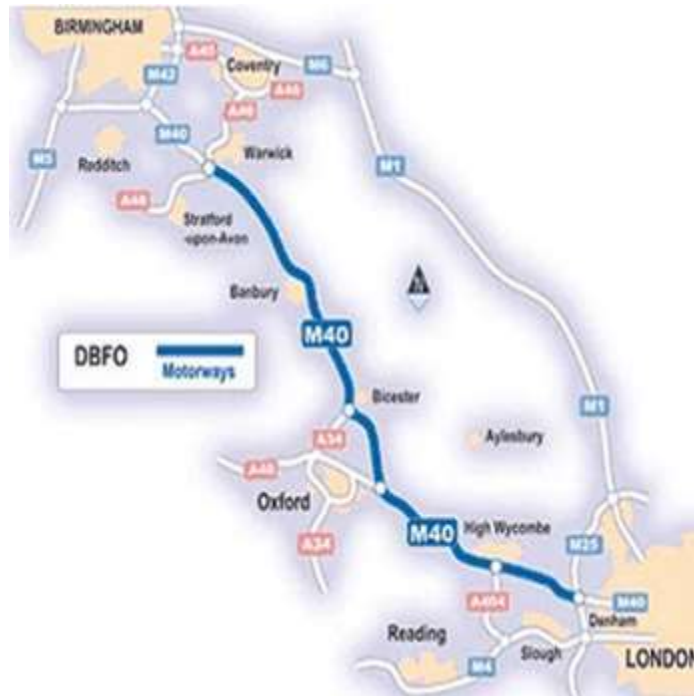 BIRMINGHAM
A45
Coventry
M6
M42
A46
A46
M40
M5
Redditch
Warwick
M1
A46
Stratford
-upon-Avon
Banbury
N
M40
DBFO
Motorways
Bicester
M1
A34
Aylesbury
A40
Oxford
M40
High Wycombe
A34
M25
A404
M40
Denham
Reading
Slough
M4
LONDON